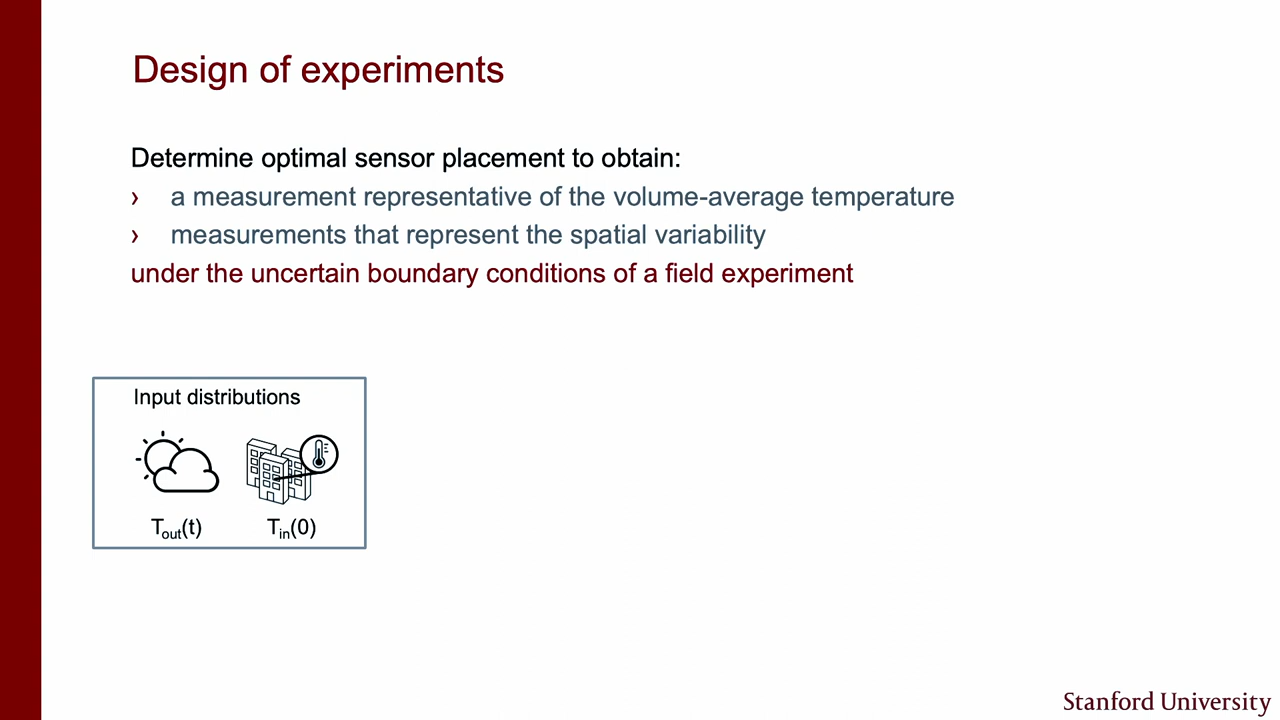 Design of experiments
Determine optimal sensor placement to obtain:
› a measurement representative of the volume-average temperature
› measurements that represent the spatial variability
under the uncertain boundary conditions of a field experiment
Input distributions
Tout(t) Tin(0)
Stanford University